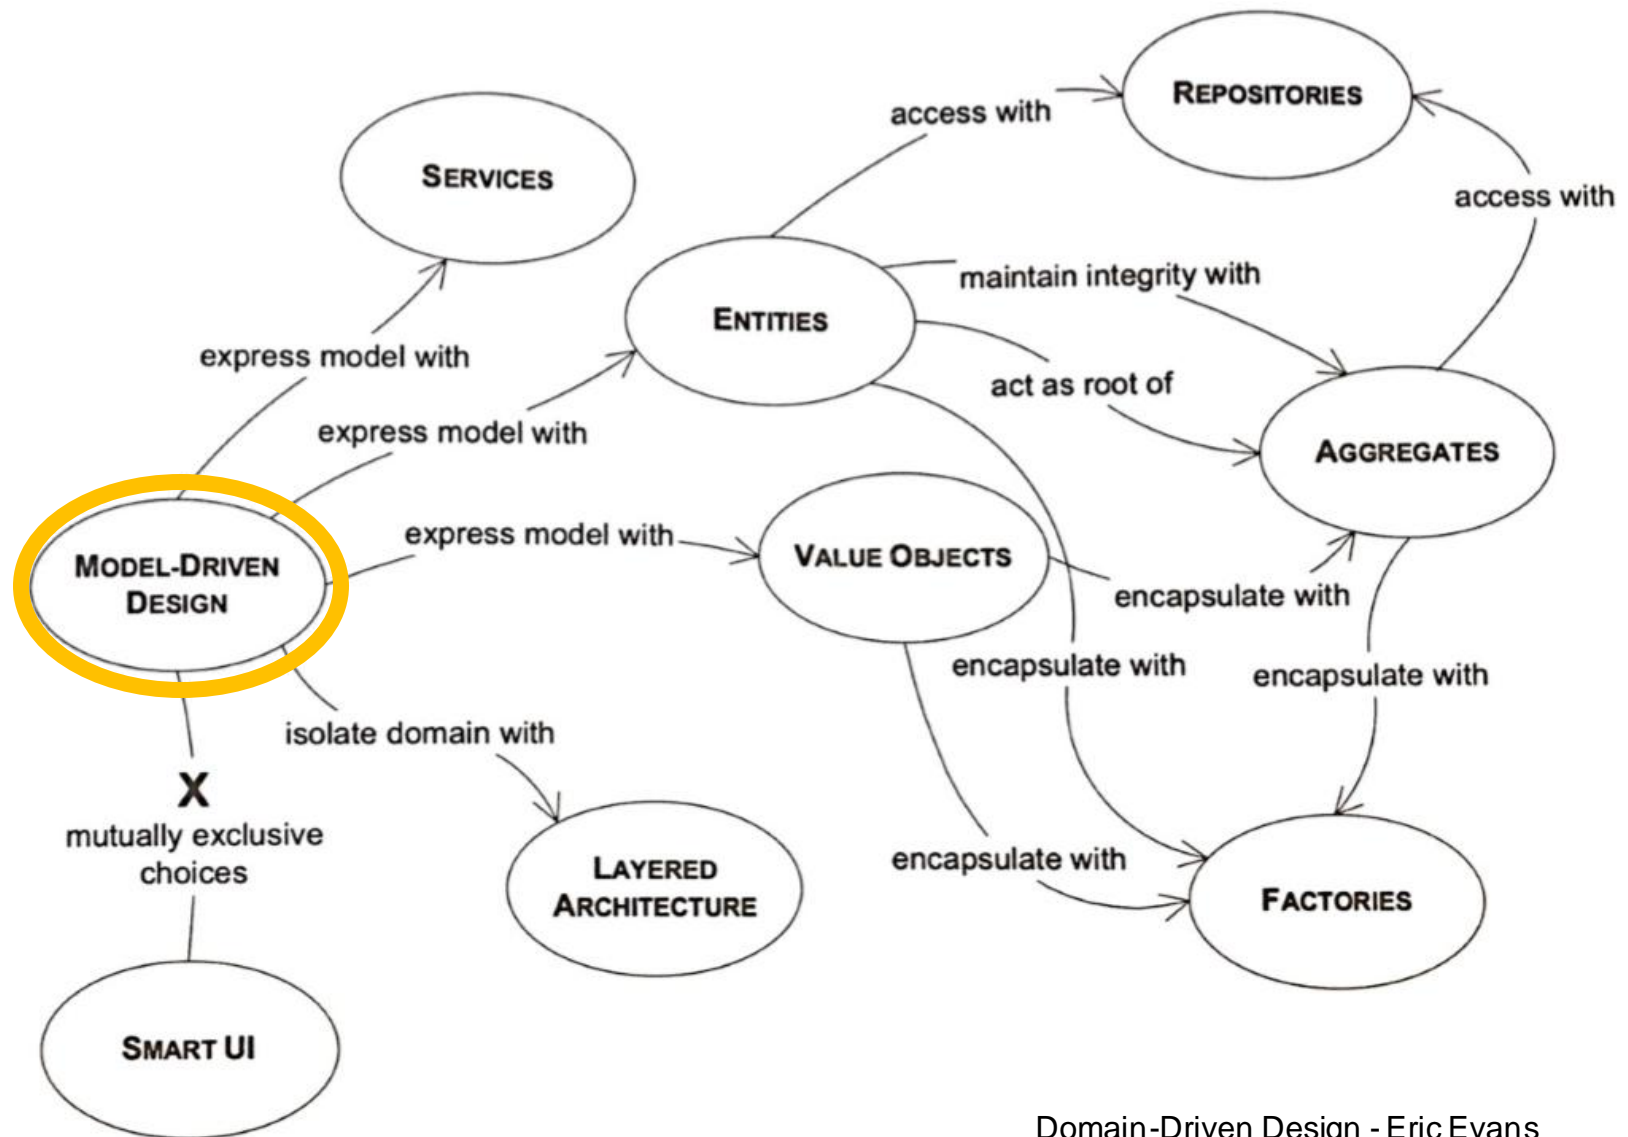 REPOSITORIES
access with
SERVICES
access with
maintain integrity with
ENTITIES
express model with
act as root of
express model with
AGGREGATES
express model with
VALUE OBJECTS
MODEL-DRIVEN
DESIGN
encapsulate with
encapsulate with
encapsulate with
isolate domain with
X
mutually exclusive
choices
encapsulate with
LAYERED
ARCHITECTURE
FACTORIES
SMART UI
Domain-Driven Design - Eric Evans